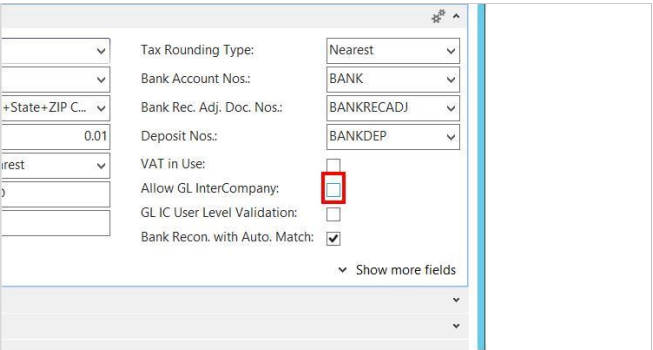 Tax Rounding Type: Nearest
Bank Account Nos.: BANK
+State+ZIP C... Bank Rec. Adj. Doc. Nos.: BANKRECADJ
0.01 Deposit Nos.: BANKDEP
rest VAT in Use:
Allow GL InterCompany:
GL IC User Level Validation:
Bank Recon. with Auto. Match:
Show more fields